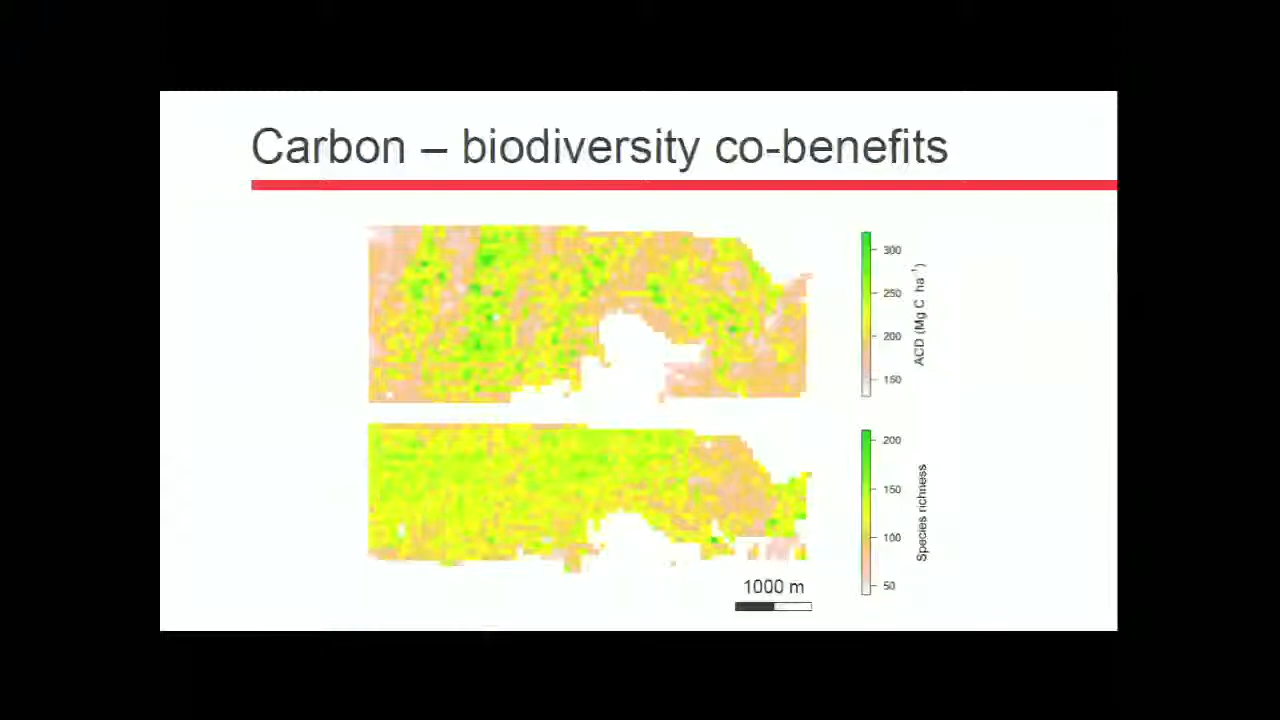 Carbon – biodiversity co-benefits
300
250
200
150
ACD (Mg C ha⁻¹)
200
150
100
50
Species richness
1000 m